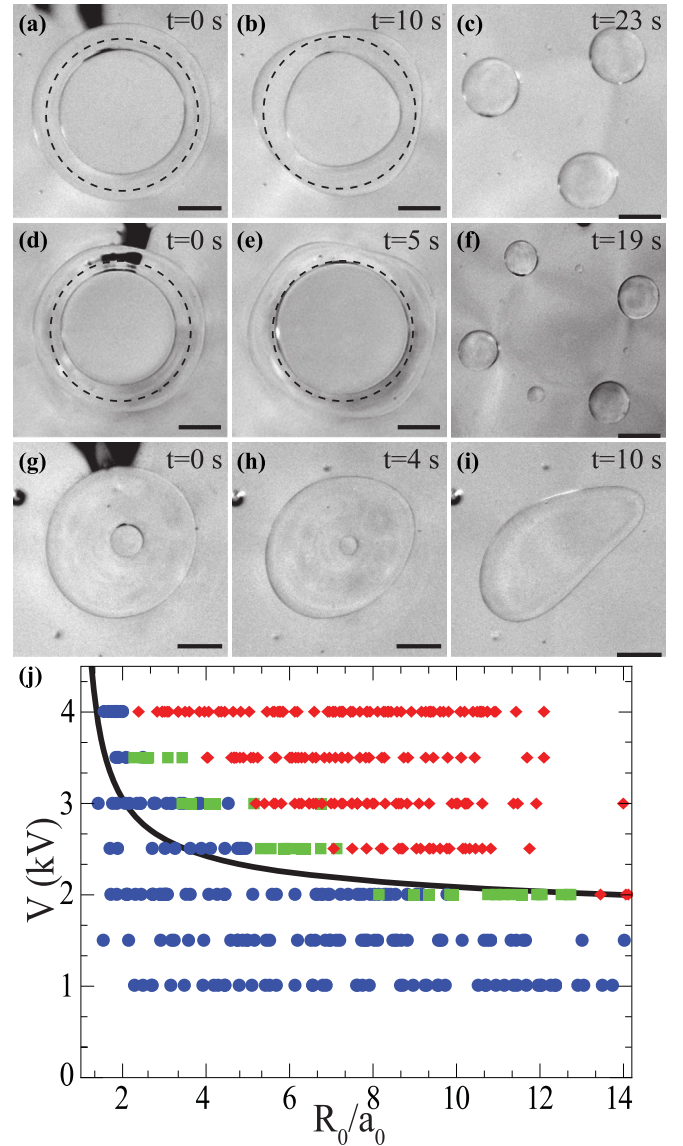 (a) t=0 s (b) t=10 s (c) t=23 s
(d) t=0 s (e) t=5 s (f) t=19 s
(g) t=0 s (h) t=4 s (i) t=10 s
(j)
4
3
2
1
0
V (kV)
2 4 6 8 10 12 14
R₀/a₀